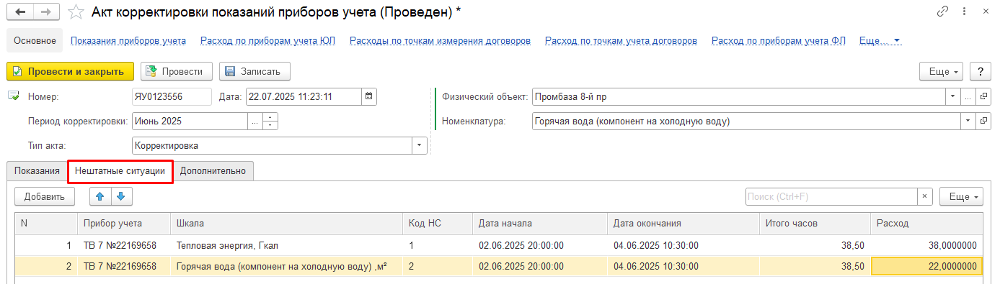 Акт корректировки показаний приборов учета (Проведен) *
Основное Показания приборов учета Расход по приборам учета ЮЛ Расходы по точкам измерения договоров Расход по точкам учета договоров Расход по приборам учета ФЛ Еще...
Провести и закрыть Провести Записать Еще ?
Номер: ЯУ0123556 Дата: 22.07.2025 11:23:11 Физический объект: Промбаза 8-й пр ...
Период корректировки: Июнь 2025 ... Номенклатура: Горячая вода (компонент на холодную воду)
Тип акта: Корректировка
Показания Нештатные ситуации Дополнительно
Добавить Поиск (Ctrl+F) × Еще
N Прибор учета Шкала Код НС Дата начала Дата окончания Итого часов Расход
1 ТВ 7 №22169658 Тепловая энергия, Гкал 1 02.06.2025 20:00:00 04.06.2025 10:30:00 38,50 38,0000000
2 ТВ 7 №22169658 Горячая вода (компонент на холодную воду) ,м² 2 02.06.2025 20:00:00 04.06.2025 10:30:00 38,50 22,0000000